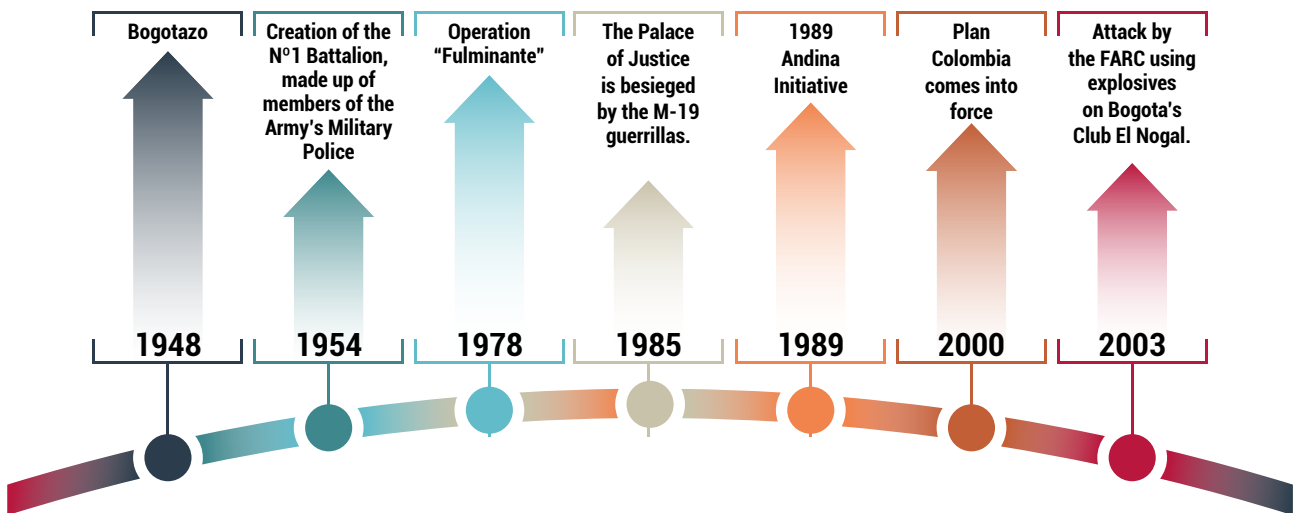 Bogotazo
1948
Creation of the
Nº1 Battalion,
made up of
members of the
Army's Military
Police
1954
Operation
“Fulminante”
1978
The Palace
of Justice
is besieged
by the M-19
guerrillas.
1985
1989
Andina
Initiative
1989
Plan
Colombia
comes into
force
2000
Attack by
the FARC using
explosives
on Bogota's
Club El Nogal.
2003